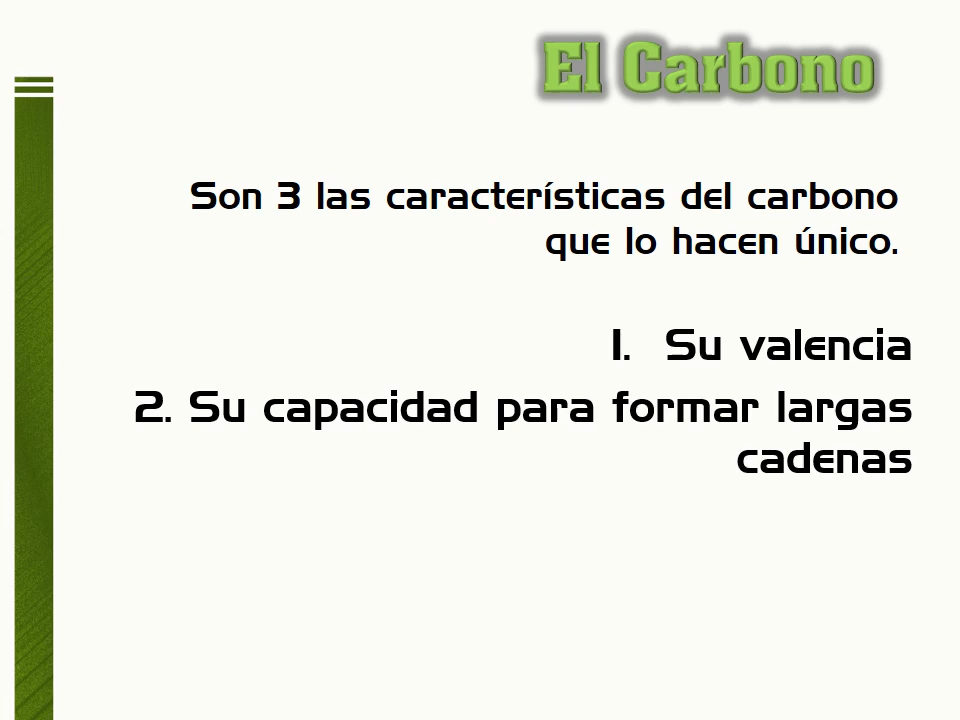 El Carbono
Son 3 las características del carbono
que lo hacen único.
1. Su valencia
2. Su capacidad para formar largas
cadenas